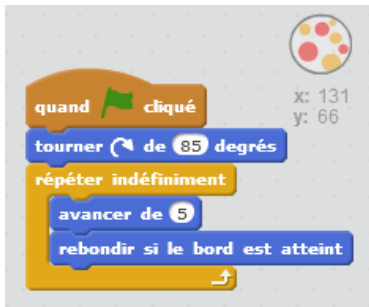 x: 131
y: 66
quand cliqué
tourner de 85 degrés
répéter indéfiniment
avancer de 5
rebondir si le bord est atteint